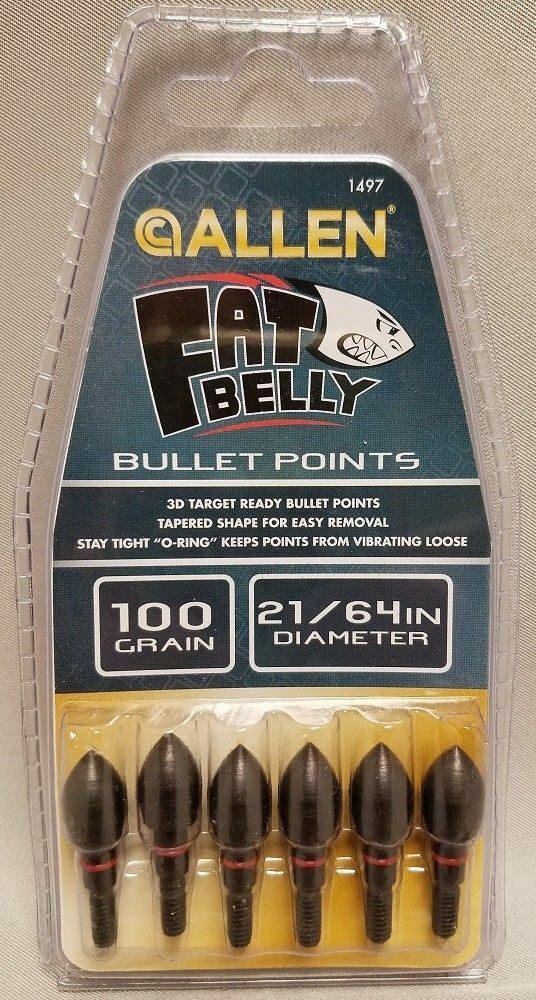 1497
ALLEN®
FAT
BELLY
BULLET POINTS
3D TARGET READY BULLET POINTS
TAPERED SHAPE FOR EASY REMOVAL
STAY TIGHT "O-RING" KEEPS POINTS FROM VIBRATING LOOSE
100 21/64IN
GRAIN DIAMETER